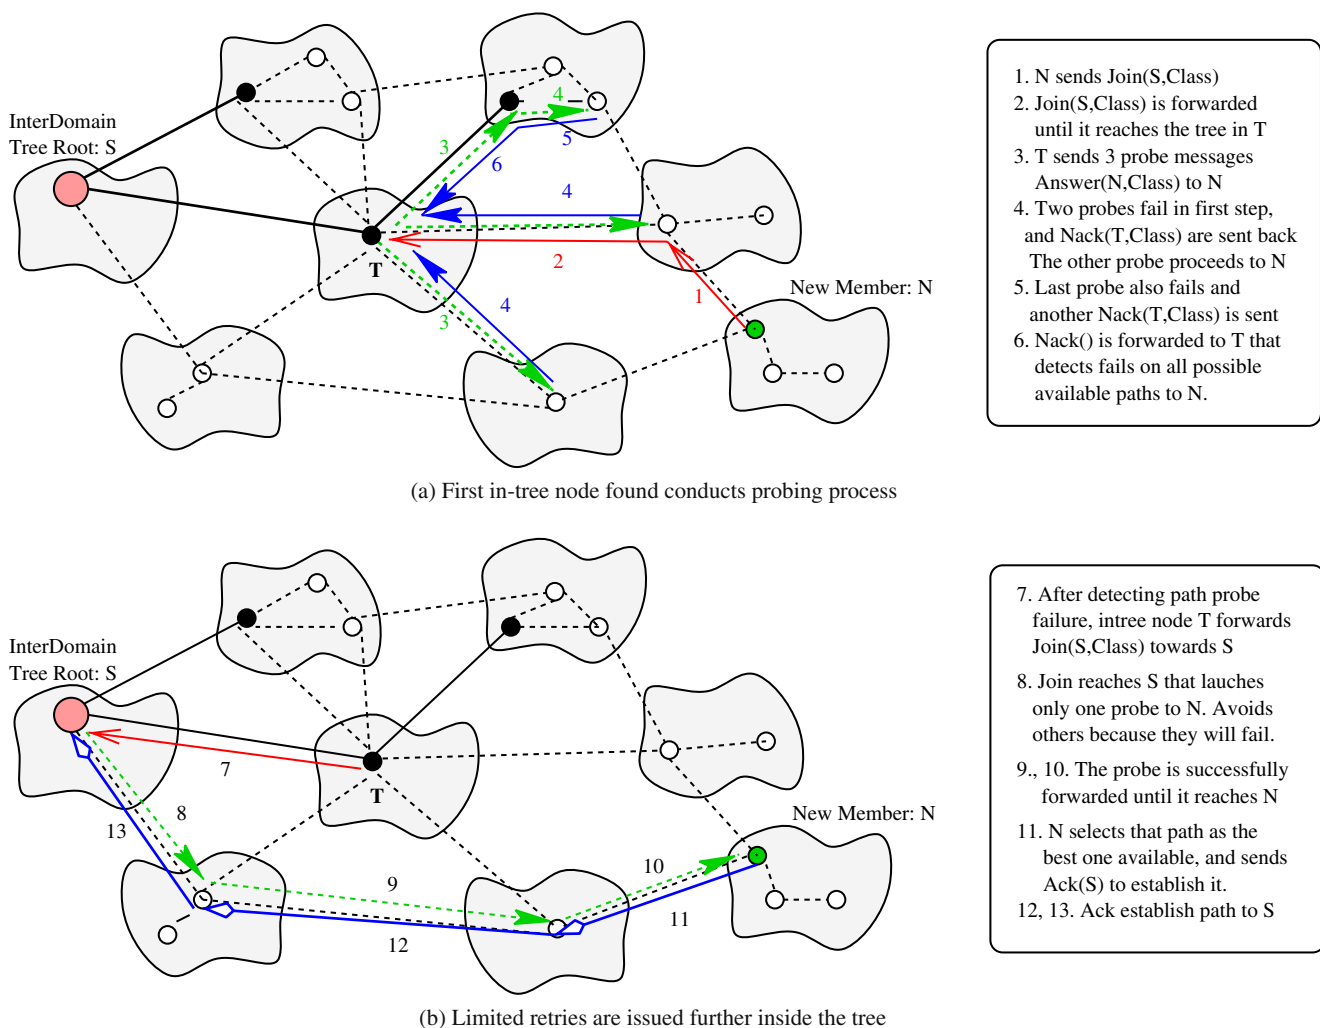 InterDomain
Tree Root: S
4
3
5
6
4
T
2
3
4
1
New Member: N
1. N sends Join(S,Class)
2. Join(S,Class) is forwarded
until it reaches the tree in T
3. T sends 3 probe messages
Answer(N,Class) to N
4. Two probes fail in first step,
and Nack(T,Class) are sent back
The other probe proceeds to N
5. Last probe also fails and
another Nack(T,Class) is sent
6. Nack() is forwarded to T that
detects fails on all possible
available paths to N.
(a) First in-tree node found conducts probing process
InterDomain
Tree Root: S
7
T
8
13
9
12
10
11
New Member: N
7. After detecting path probe
failure, intree node T forwards
Join(S,Class) towards S
8. Join reaches S that lauches
only one probe to N. Avoids
others because they will fail.
9., 10. The probe is successfully
forwarded until it reaches N
11. N selects that path as the
best one available, and sends
Ack(S) to establish it.
12, 13. Ack establish path to S
(b) Limited retries are issued further inside the tree